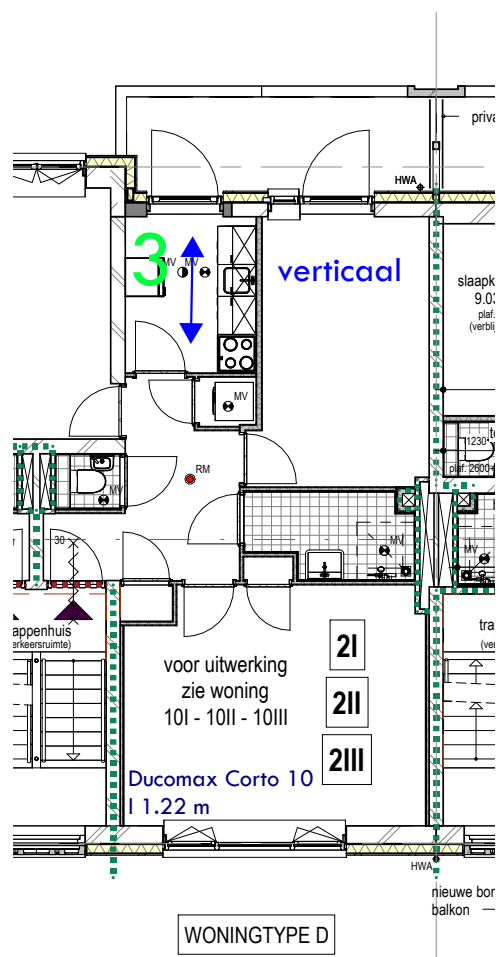 priva
HWA
3
MV MV
verticaal
slaapk
9.03
plaf.
(verblij
MV
1230
te
plaf. 2600+
RM
MV
30
MV
MV
appenhuis
erkeersruimte)
voor uitwerking
zie woning
10I - 10II - 10III
2I
2II
2III
tra
(ver
Ducomax Corto 10
l 1.22 m
HWA
nieuwe bor
balkon
WONINGTYPE D